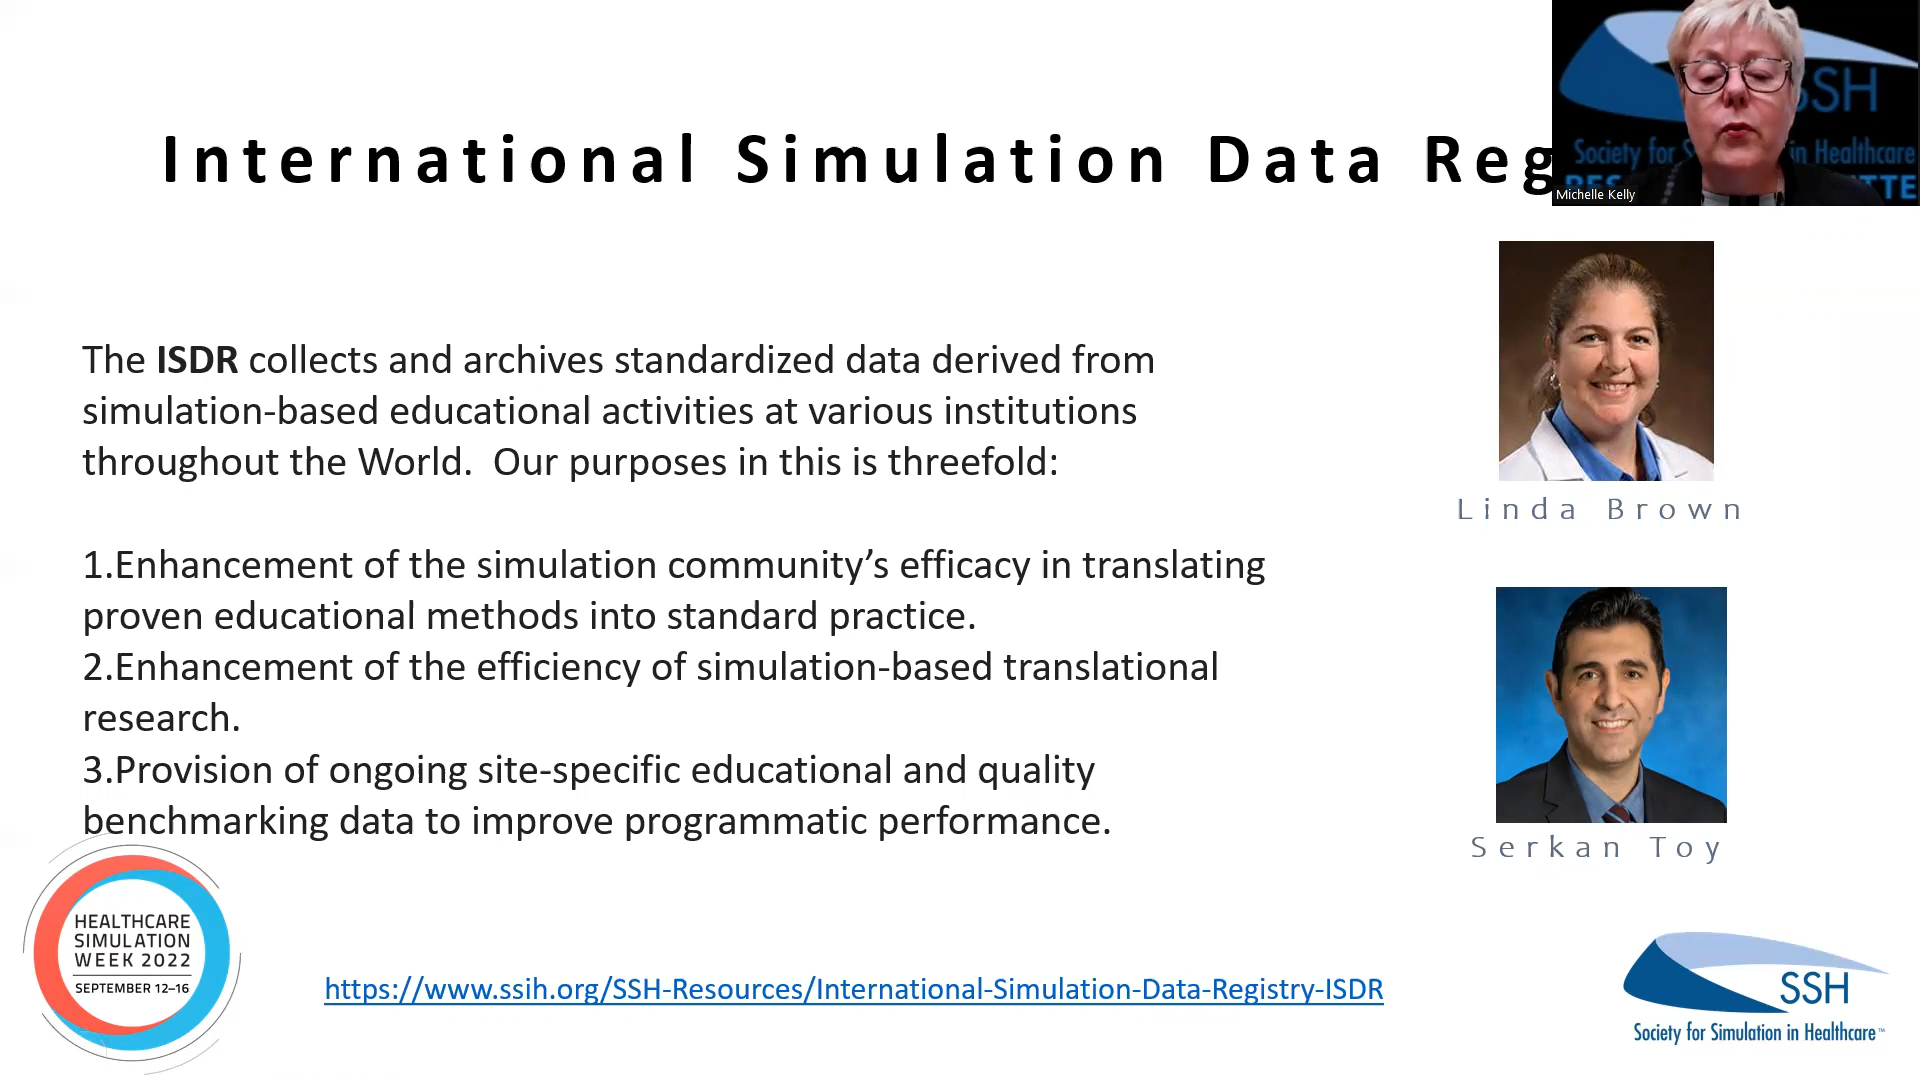 International Simulation Data Reg
SSH
Society for S in Healthcare
Michelle Kelly
The ISDR collects and archives standardized data derived from
simulation-based educational activities at various institutions
throughout the World.  Our purposes in this is threefold:
1.Enhancement of the simulation community’s efficacy in translating
proven educational methods into standard practice.
2.Enhancement of the efficiency of simulation-based translational
research.
3.Provision of ongoing site-specific educational and quality
benchmarking data to improve programmatic performance.
Linda Brown
Serkan Toy
HEALTHCARE
SIMULATION
WEEK 2022
SEPTEMBER 12–16
https://www.ssih.org/SSH-Resources/International-Simulation-Data-Registry-ISDR
SSH
Society for Simulation in Healthcare™